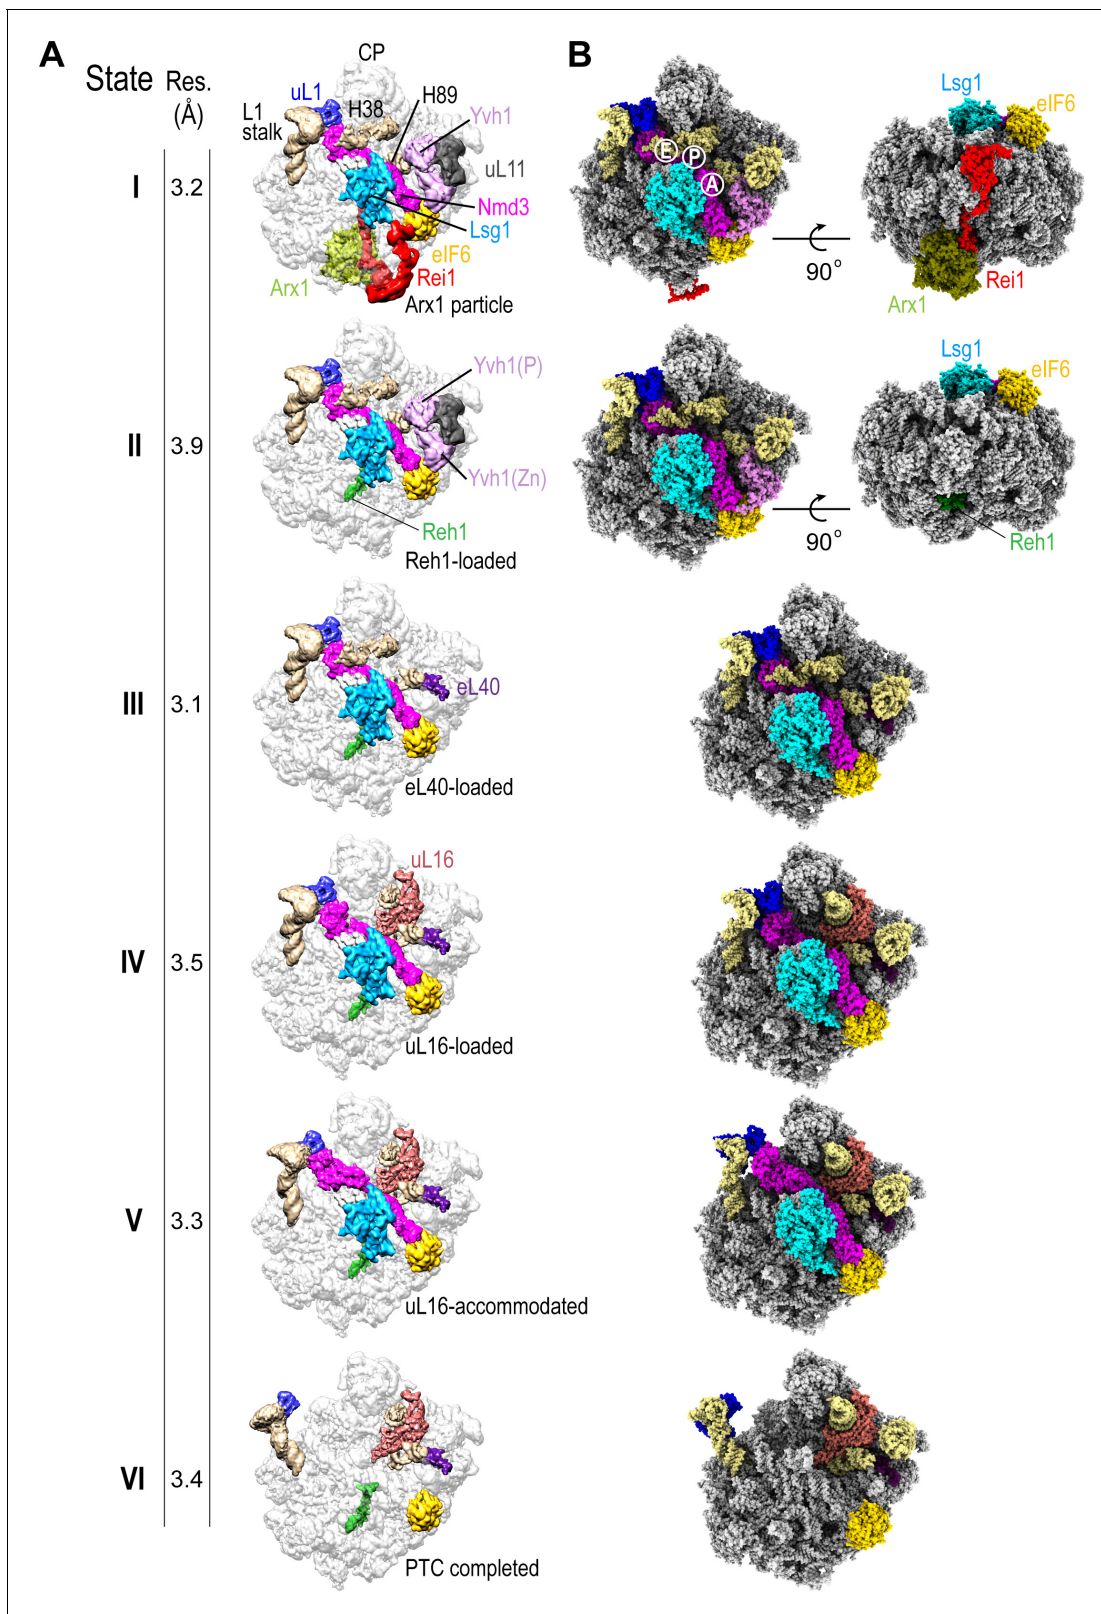 A
B
State
Res.
(Å)
CP
uL1
L1
stalk
H38
H89
Yvh1
uL11
Nmd3
Lsg1
eIF6
Rei1
Arx1
Arx1 particle
I
3.2
E
P
A
90°
Lsg1
eIF6
Rei1
Arx1
II
3.9
Yvh1(P)
Yvh1(Zn)
Reh1
Reh1-loaded
90°
Lsg1
eIF6
Reh1
III
3.1
eL40
eL40-loaded
IV
3.5
uL16
uL16-loaded
V
3.3
uL16-accommodated
VI
3.4
PTC completed